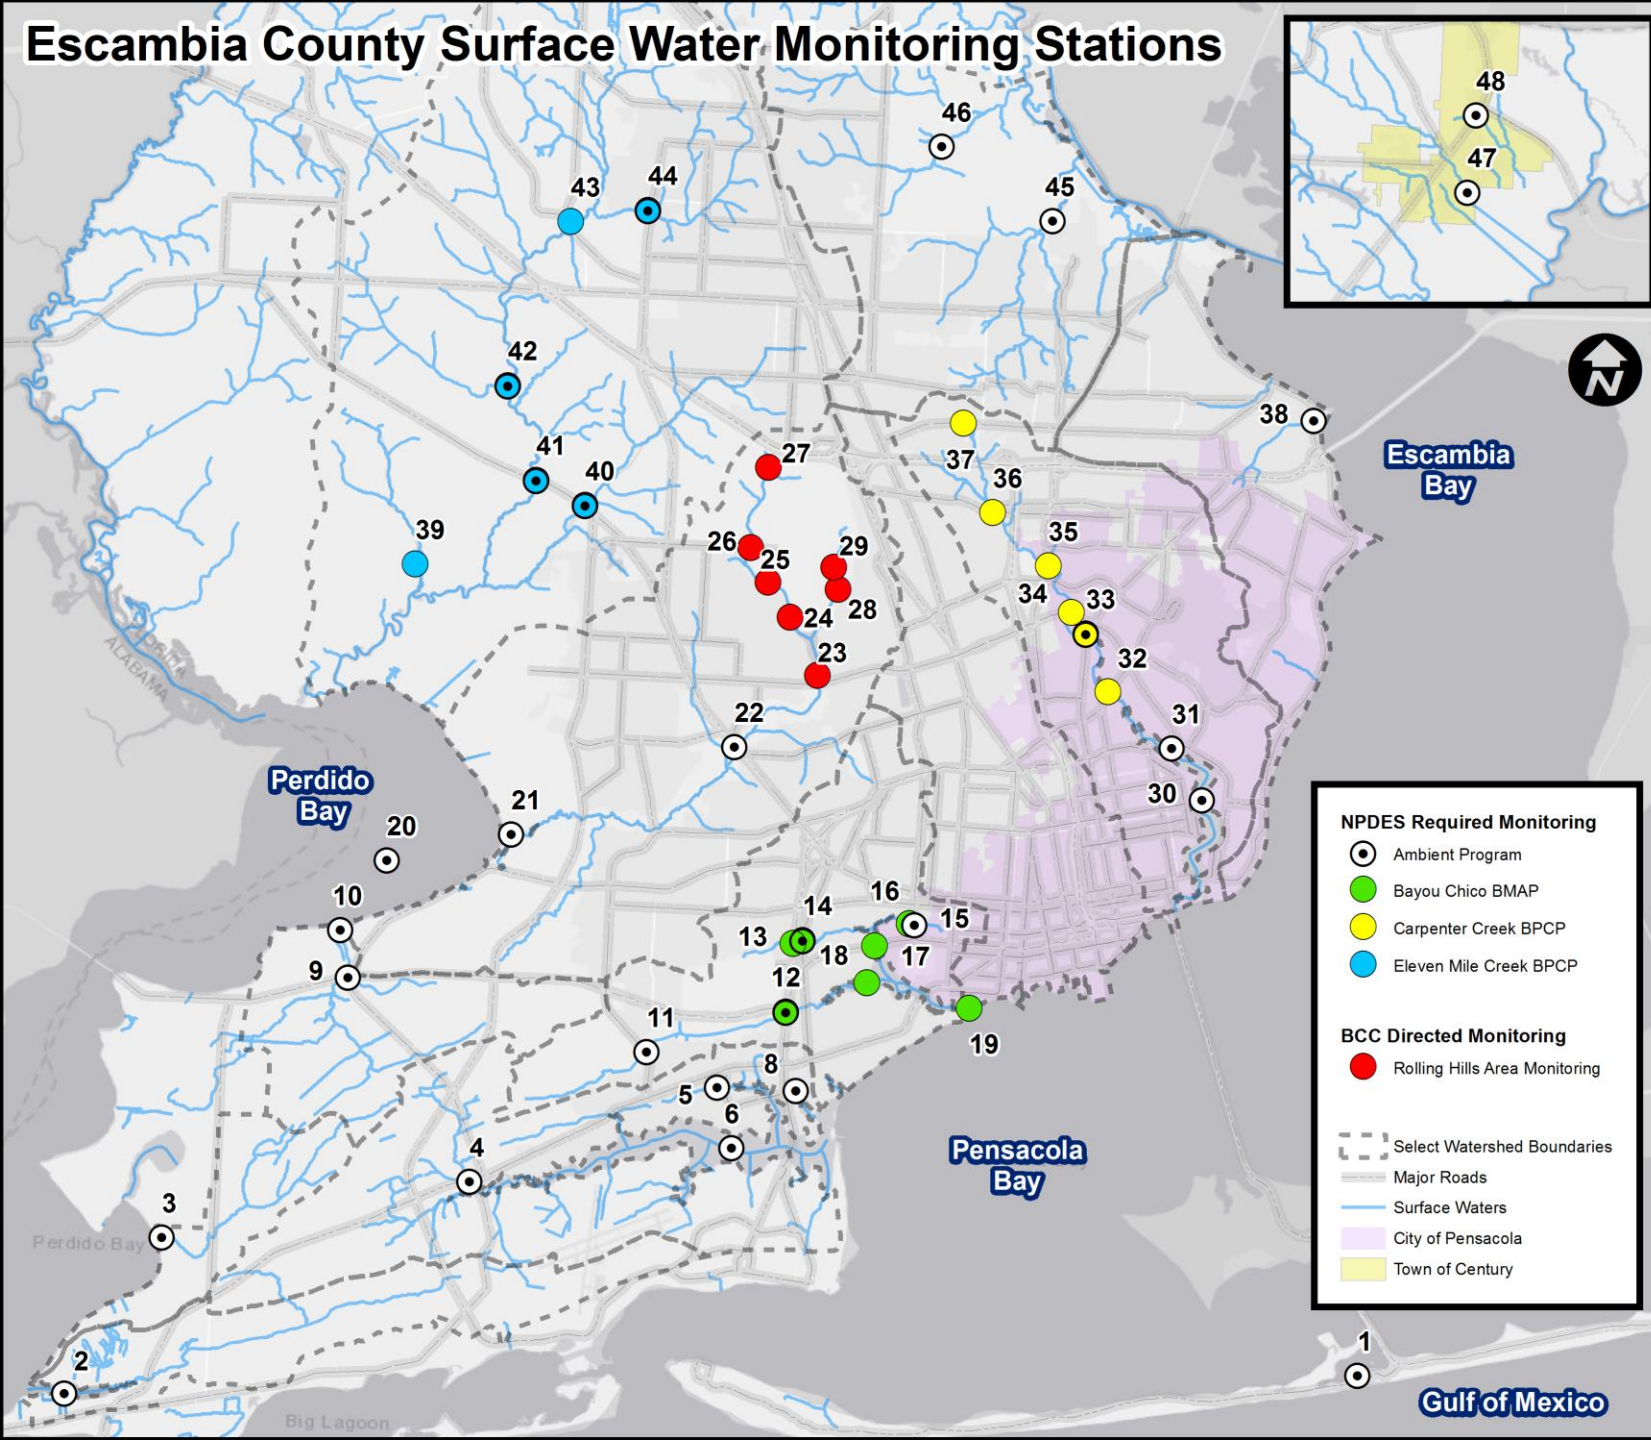 Escambia County Surface Water Monitoring Stations
48
47
46
45
44
43
42
41
40
39
38
37
36
35
34
33
32
31
30
29
28
27
26
25
24
23
22
21
20
19
18
17
16
15
14
13
12
11
10
9
8
6
5
4
3
2
1
N
Escambia
Bay
FLORIDA
ALABAMA
Perdido
Bay
Pensacola
Bay
Perdido Bay
Big Lagoon
Gulf of Mexico
NPDES Required Monitoring
Ambient Program
Bayou Chico BMAP
Carpenter Creek BPCP
Eleven Mile Creek BPCP
BCC Directed Monitoring
Rolling Hills Area Monitoring
Select Watershed Boundaries
Major Roads
Surface Waters
City of Pensacola
Town of Century